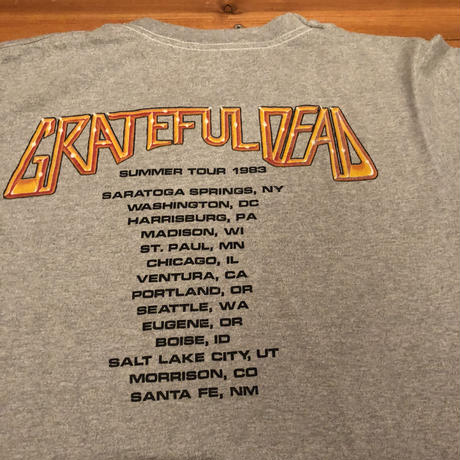 GRATEFUL DEAD
SUMMER TOUR 1983
SARATOGA SPRINGS, NY
WASHINGTON, DC
HARRISBURG, PA
MADISON, WI
ST. PAUL, MN
CHICAGO, IL
VENTURA, CA
PORTLAND, OR
SEATTLE, WA
EUGENE, OR
BOISE, ID
SALT LAKE CITY, UT
MORRISON, CO
SANTA FE, NM